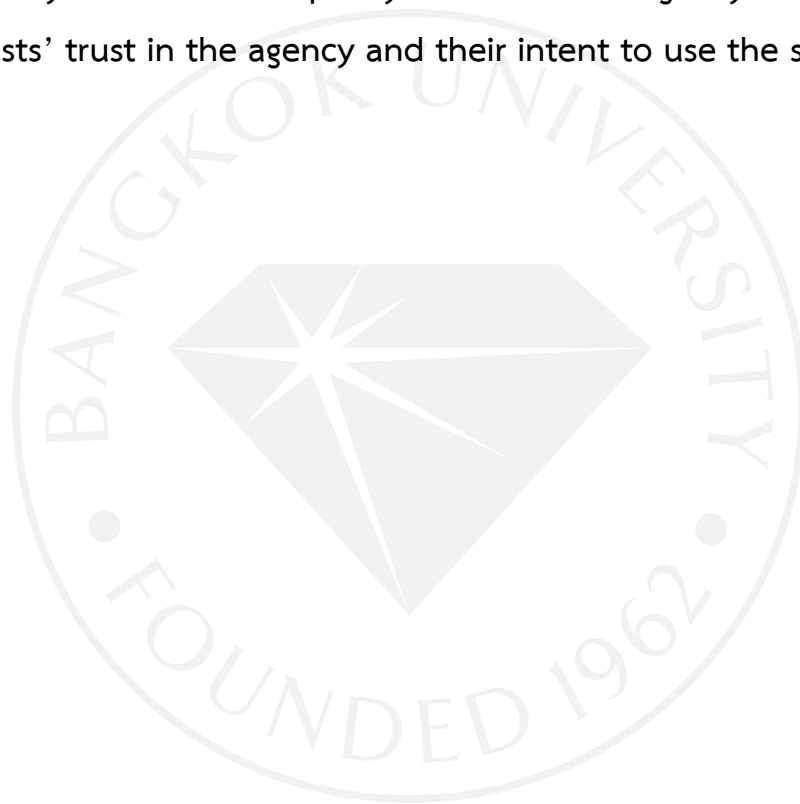 sts’ trust in the agency and their intent to use the s
BANGKOK UNIVERSITY
• FOUNDED 1962 •